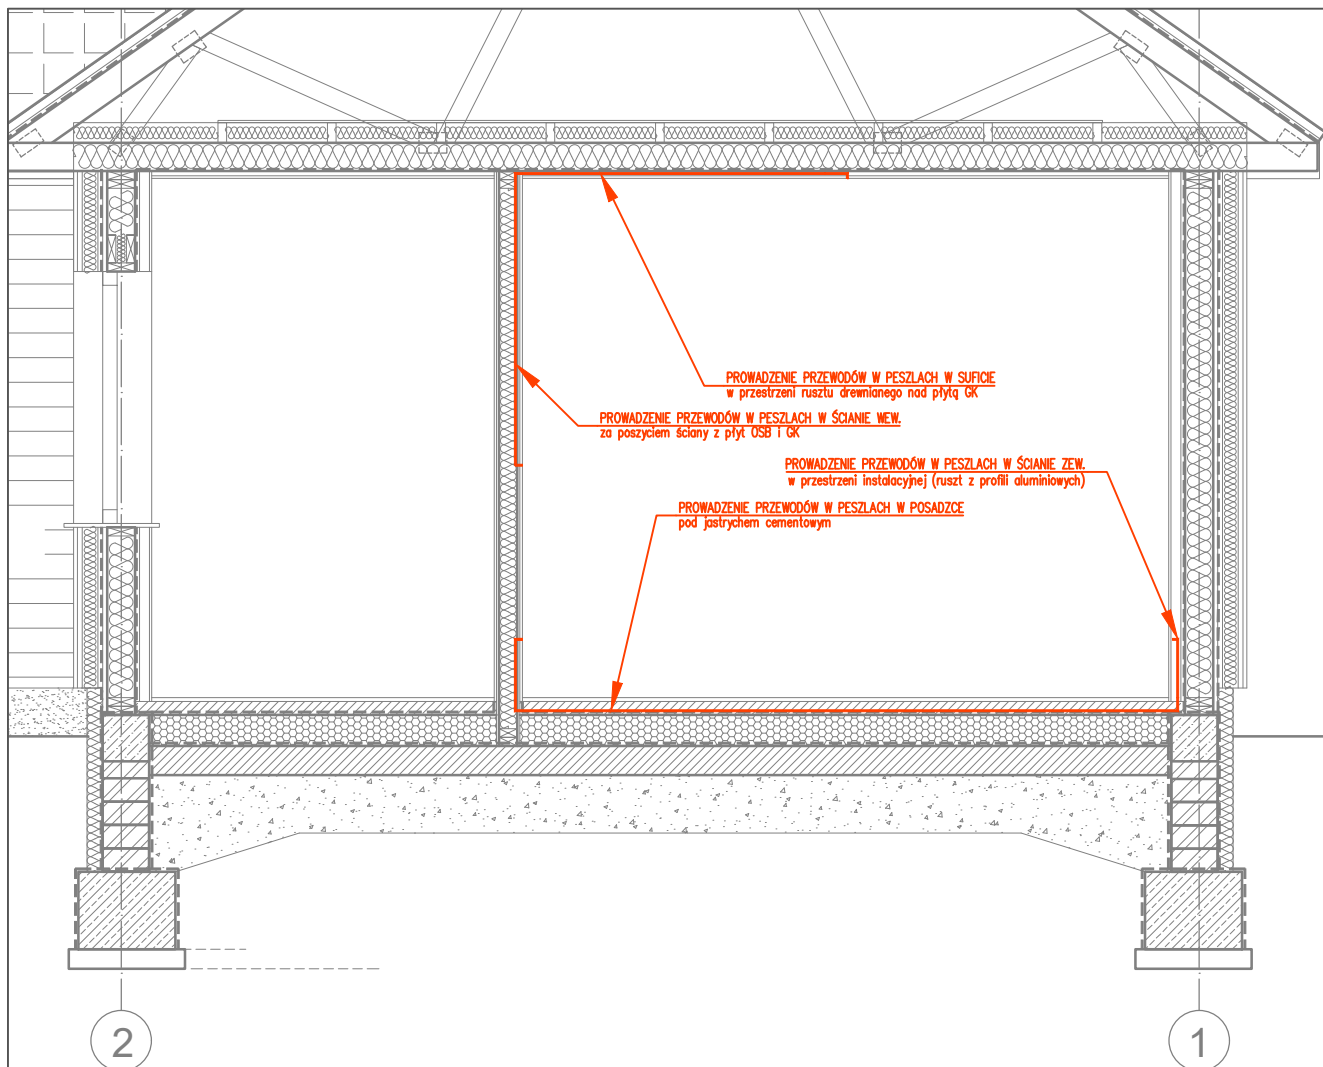 PROWADZENIE PRZEWODÓW W PESZLACH W SUFICIE
w przestrzeni rusztu drewnianego nad płytą GK
PROWADZENIE PRZEWODÓW W PESZLACH W ŚCIANIE WEW.
za poszyciem ściany z płyt OSB i GK
PROWADZENIE PRZEWODÓW W PESZLACH W ŚCIANIE ZEW.
w przestrzeni instalacyjnej (ruszt z profili aluminiowych)
PROWADZENIE PRZEWODÓW W PESZLACH W POSADZCE
pod jastrychem cementowym
2
1